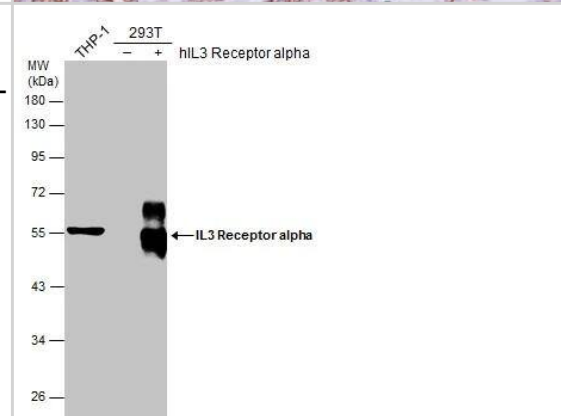 THP-1
293T
– + hIL3 Receptor alpha
MW
(kDa)
180
130
95
72
55
IL3 Receptor alpha
43
34
26